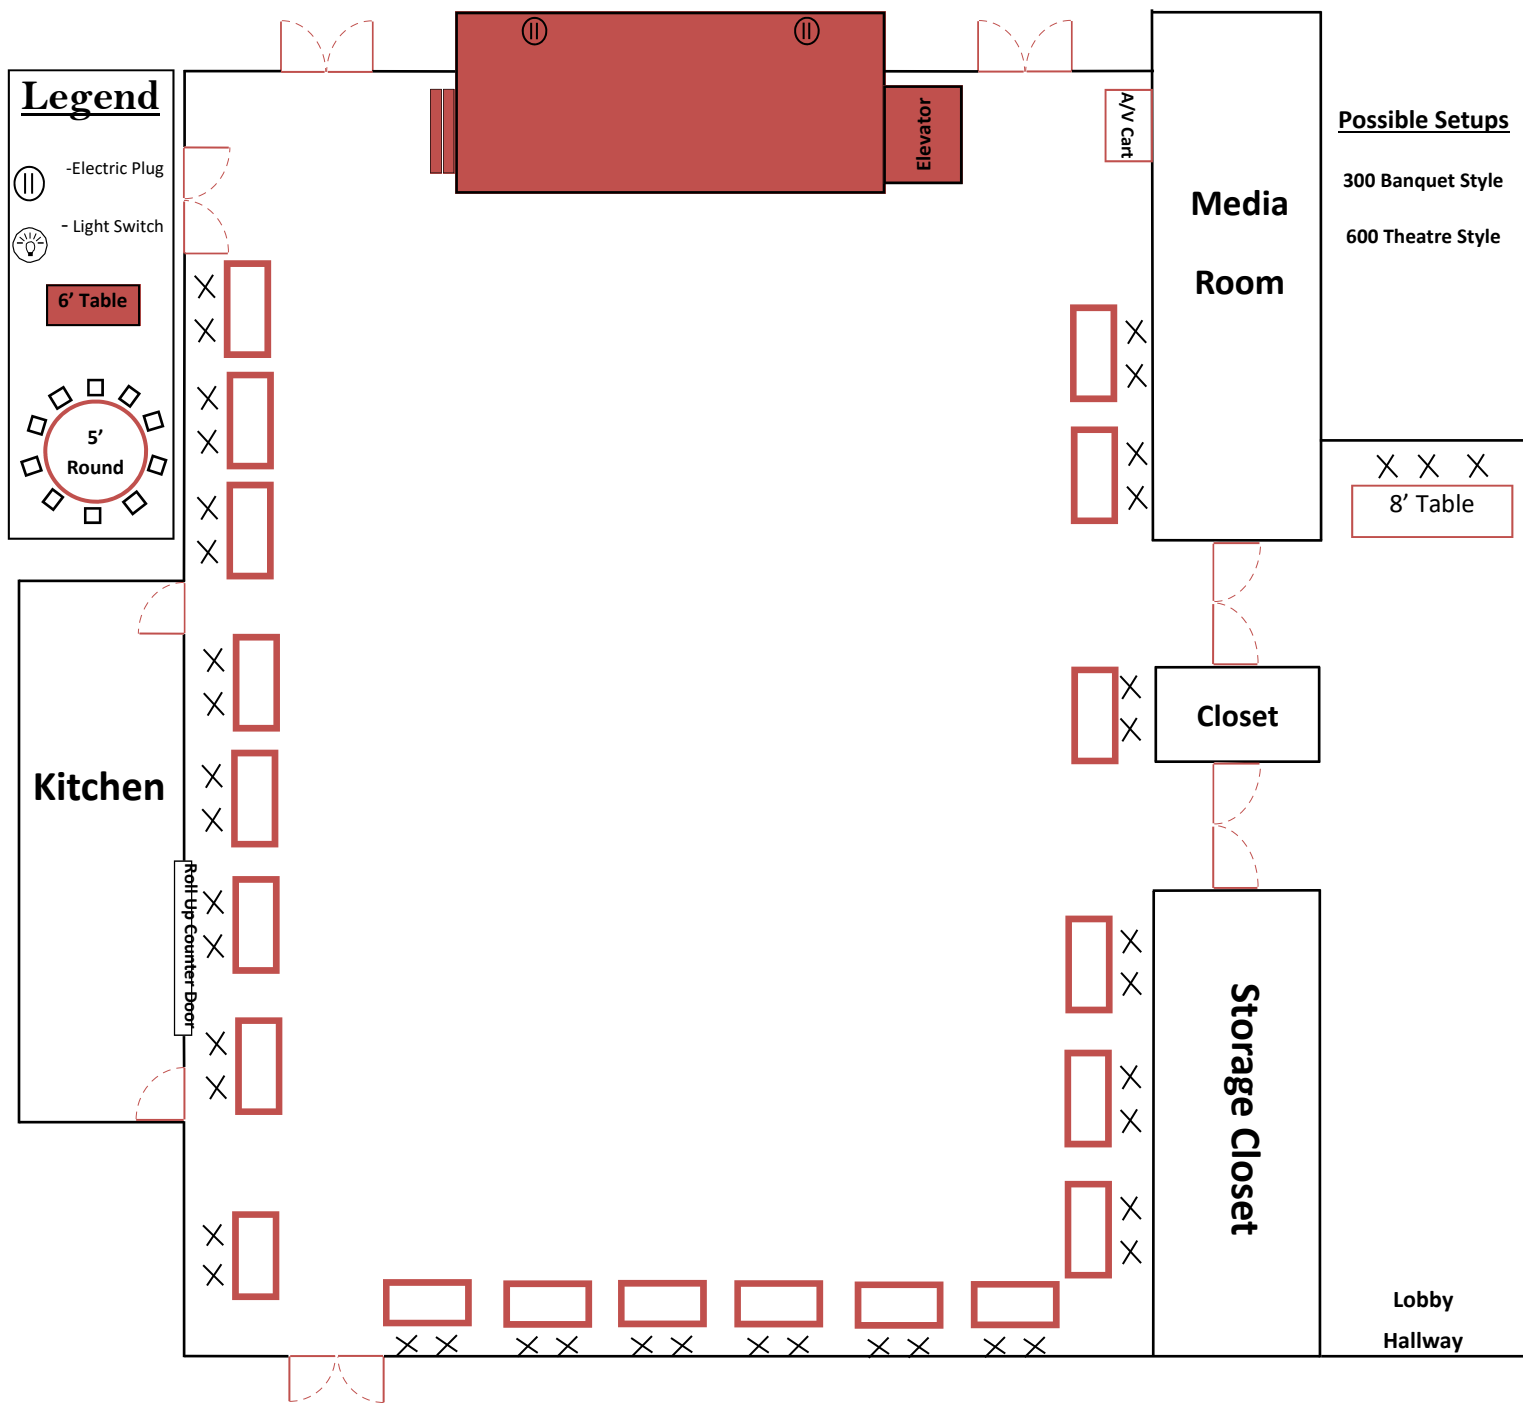 Legend
-Electric Plug
- Light Switch
6’ Table
5’
Round
Elevator
A/V Cart
Media
Room
Possible Setups
300 Banquet Style
600 Theatre Style
8’ Table
Closet
Kitchen
Roll Up Counter Door
Storage Closet
Lobby
Hallway